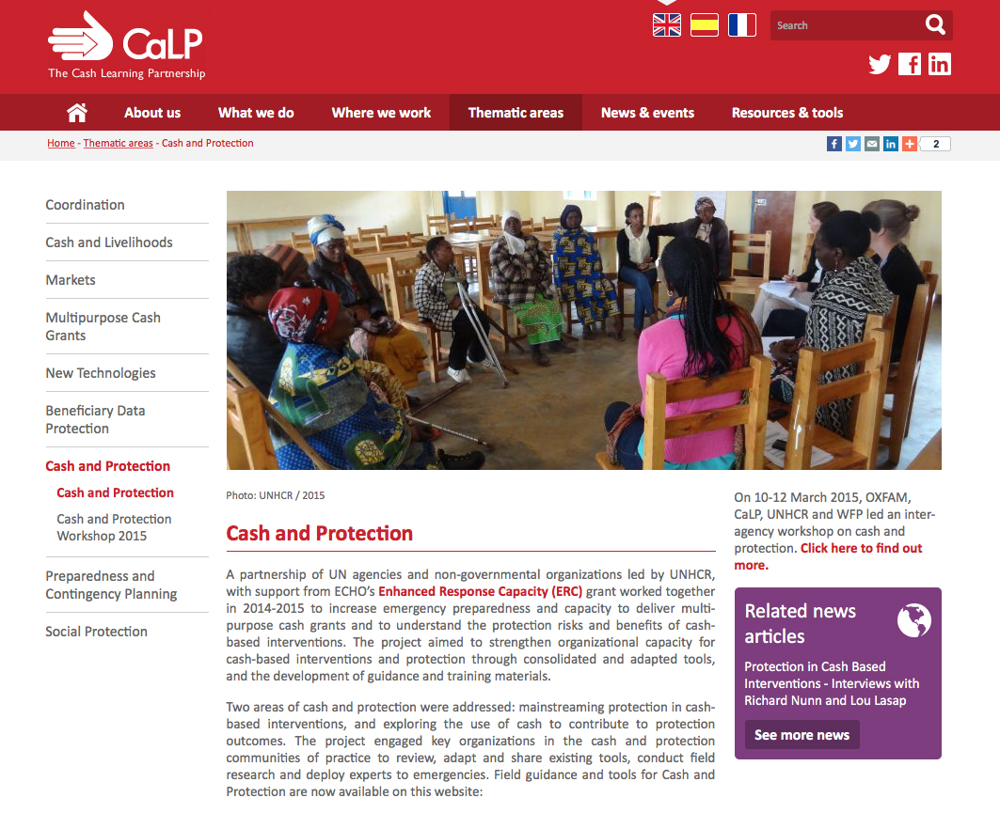 CaLP
The Cash Learning Partnership
Search
About us
What we do
Where we work
Thematic areas
News & events
Resources & tools
Home - Thematic areas - Cash and Protection
2
Coordination
Cash and Livelihoods
Markets
Multipurpose Cash
Grants
New Technologies
Beneficiary Data
Protection
Cash and Protection
Cash and Protection
Cash and Protection
Workshop 2015
Preparedness and
Contingency Planning
Social Protection
Photo: UNHCR / 2015
Cash and Protection
A partnership of UN agencies and non-governmental organizations led by UNHCR,
with support from ECHO’s Enhanced Response Capacity (ERC) grant worked together
in 2014-2015 to increase emergency preparedness and capacity to deliver multi-
purpose cash grants and to understand the protection risks and benefits of cash-
based interventions. The project aimed to strengthen organizational capacity for
cash-based interventions and protection through consolidated and adapted tools,
and the development of guidance and training materials.
Two areas of cash and protection were addressed: mainstreaming protection in cash-
based interventions, and exploring the use of cash to contribute to protection
outcomes. The project engaged key organizations in the cash and protection
communities of practice to review, adapt and share existing tools, conduct field
research and deploy experts to emergencies. Field guidance and tools for Cash and
Protection are now available on this website:
On 10-12 March 2015, OXFAM,
CaLP, UNHCR and WFP led an inter-
agency workshop on cash and
protection. Click here to find out
more.
Related news
articles
Protection in Cash Based
Interventions - Interviews with
Richard Nunn and Lou Lasap
See more news